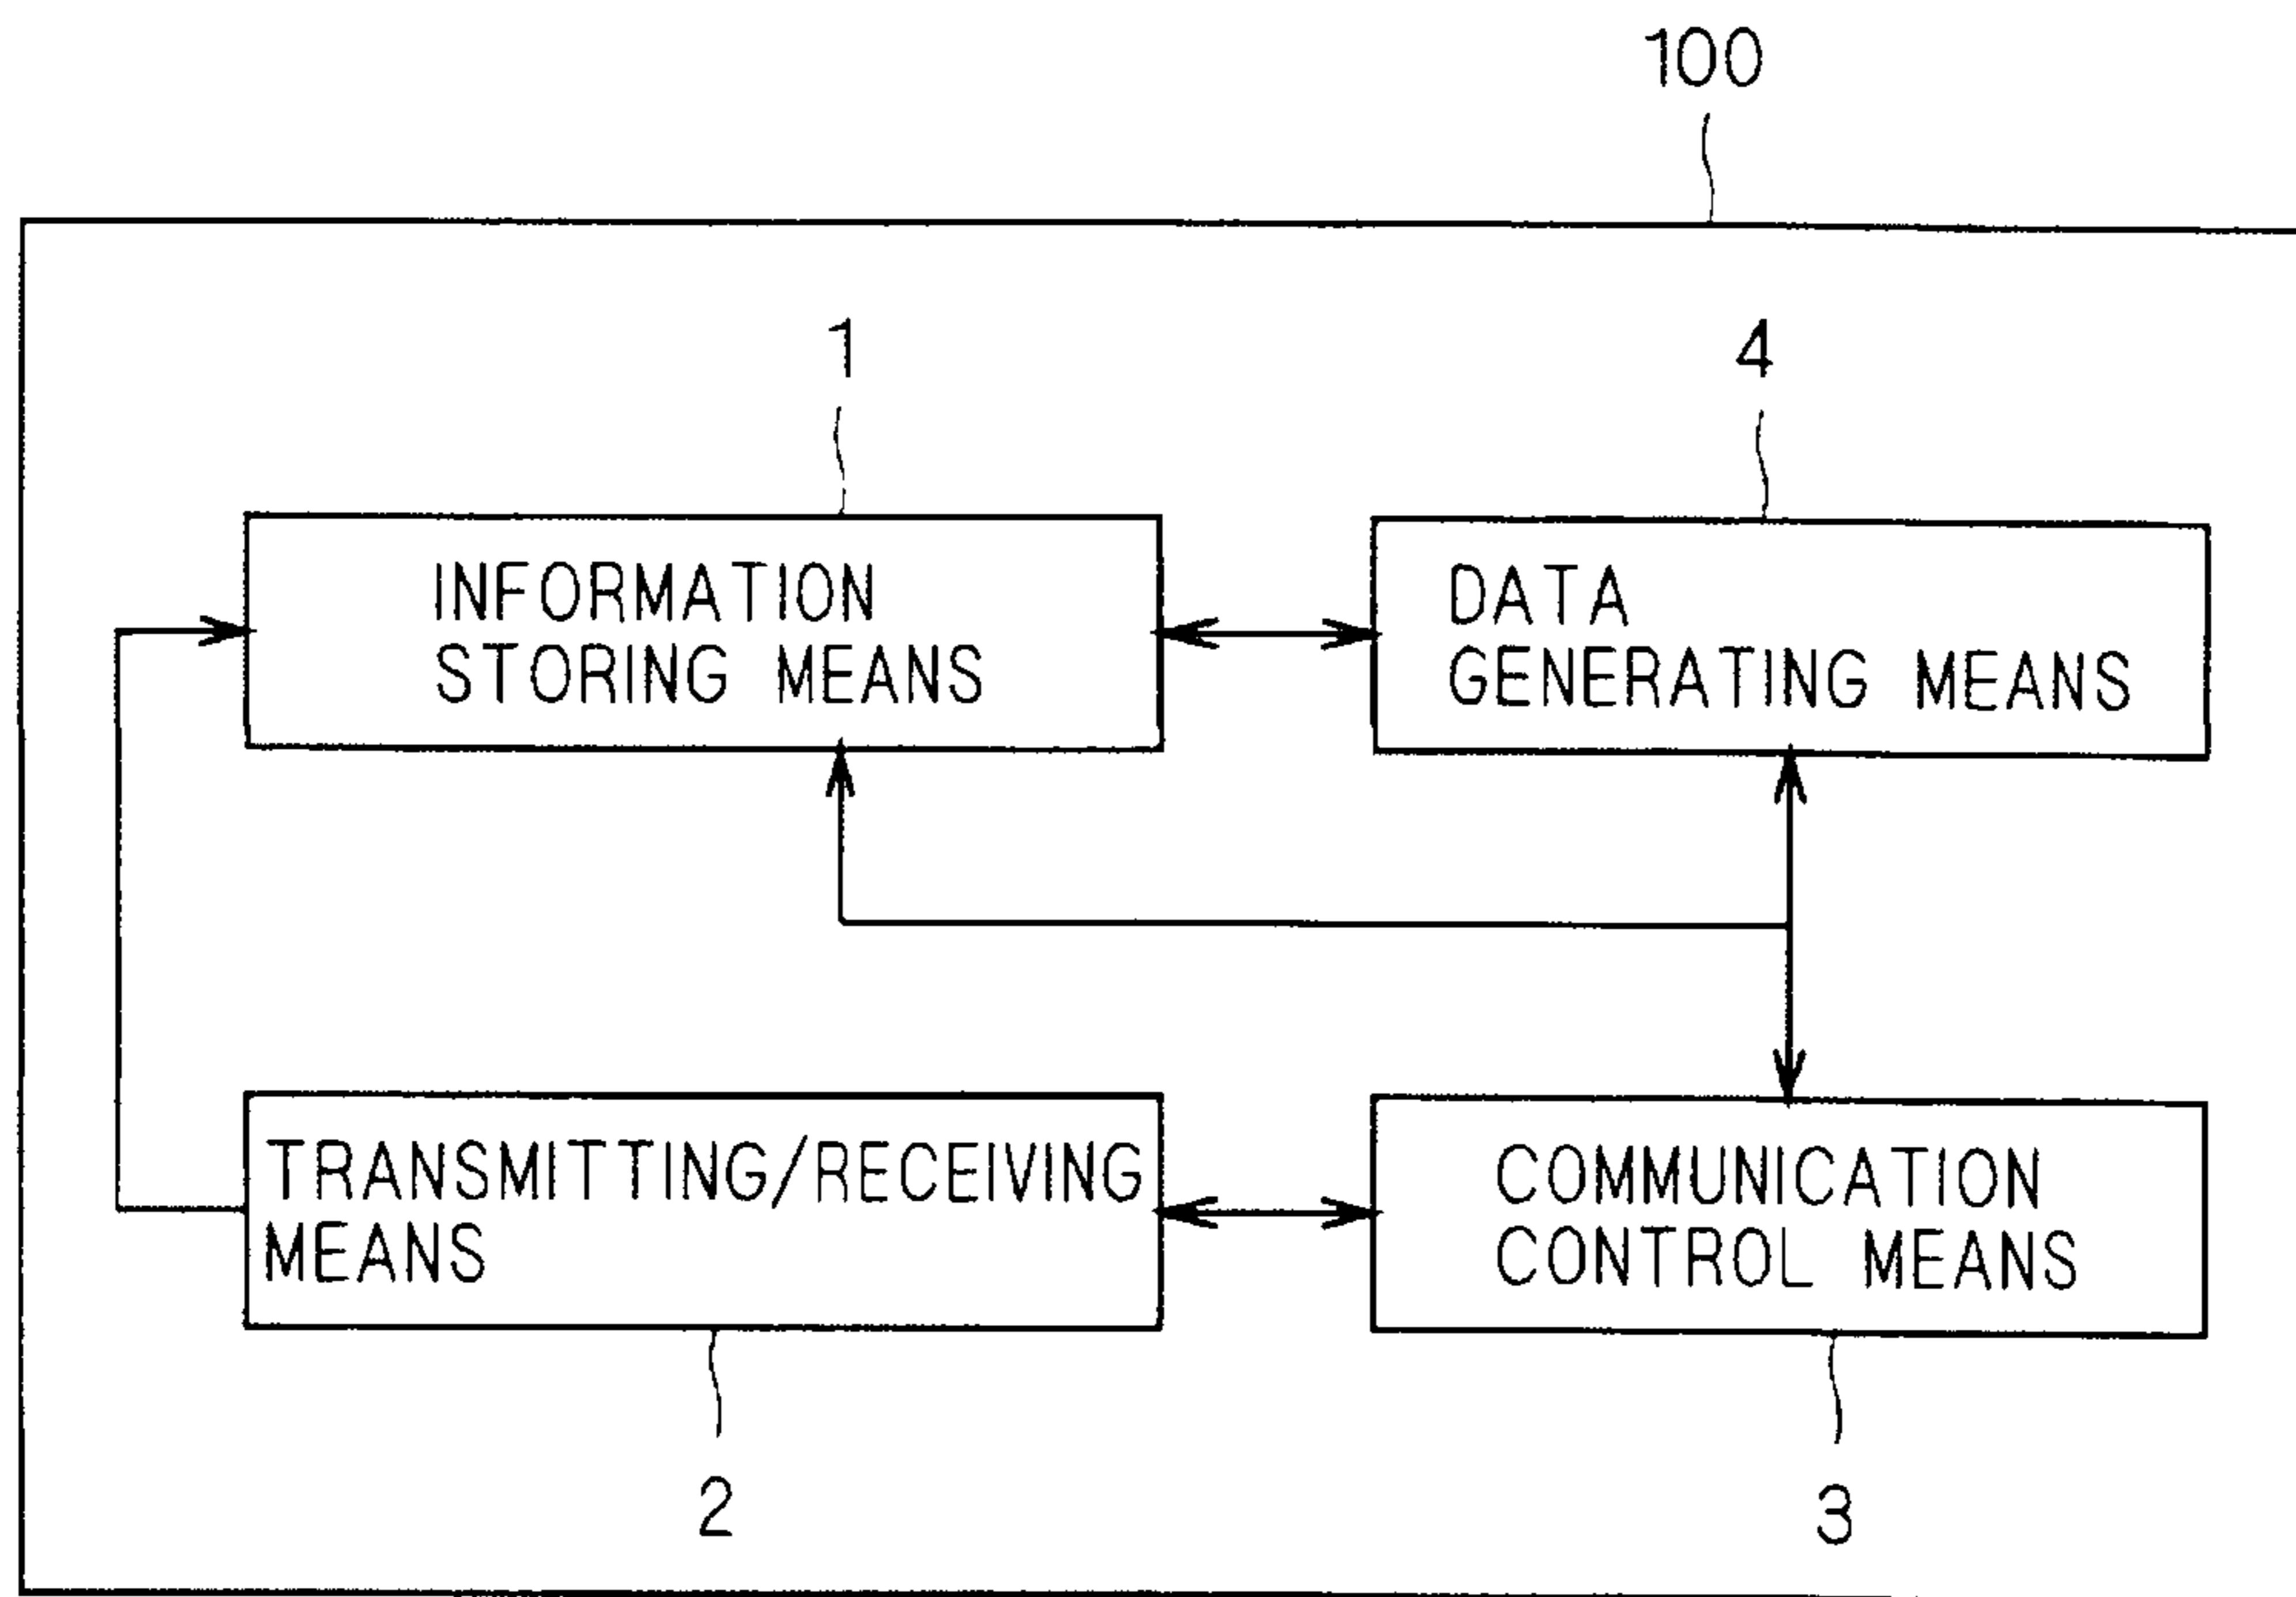 100
1
4
INFORMATION
STORING MEANS
DATA
GENERATING MEANS
TRANSMITTING/RECEIVING
MEANS
COMMUNICATION
CONTROL MEANS
2
3